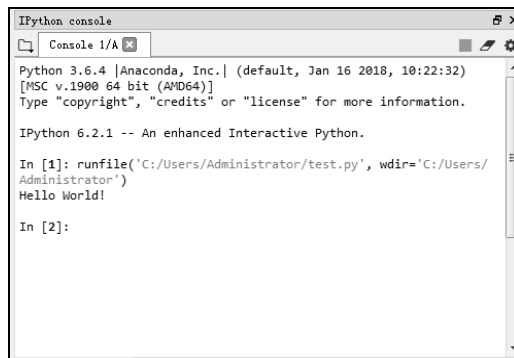 IPython console
Console 1/A
Python 3.6.4 |Anaconda, Inc.| (default, Jan 16 2018, 10:22:32)
[MSC v.1900 64 bit (AMD64)]
Type "copyright", "credits" or "license" for more information.
IPython 6.2.1 -- An enhanced Interactive Python.
In [1]: runfile('C:/Users/Administrator/test.py', wdir='C:/Users/
Administrator')
Hello World!
In [2]: